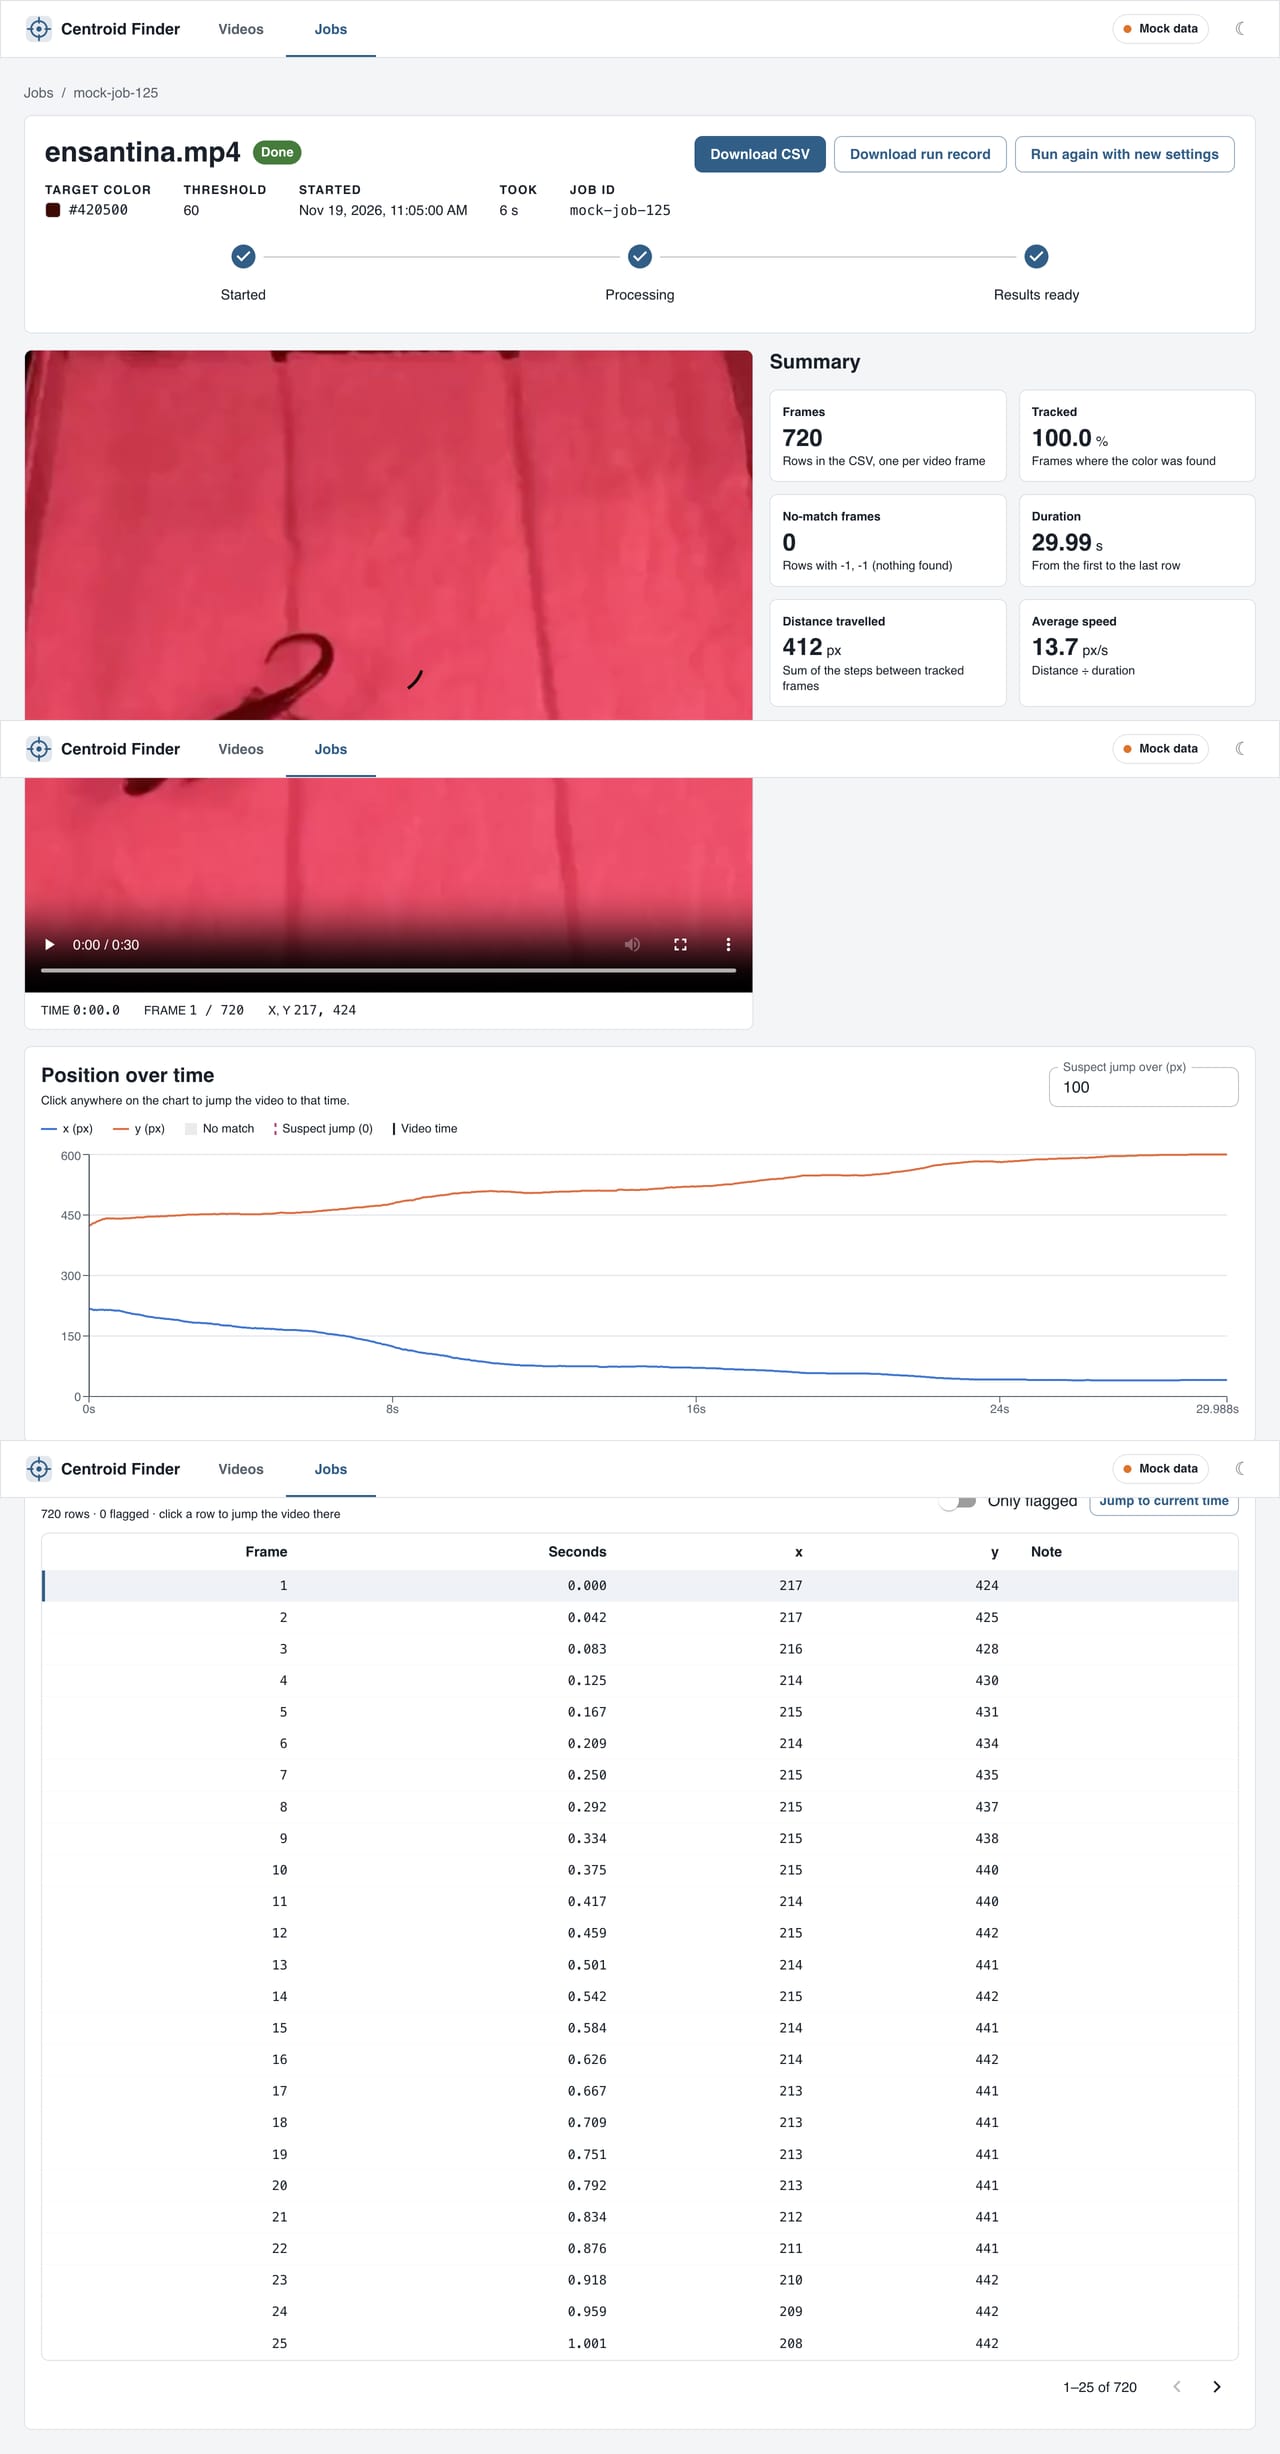 Centroid Finder Videos Jobs Mock data
Jobs / mock-job-125
ensantina.mp4 Done Download CSV Download run record Run again with new settings
TARGET COLOR THRESHOLD STARTED TOOK JOB ID
#420500 60 Nov 19, 2026, 11:05:00 AM 6 s mock-job-125
Started Processing Results ready
Summary
Frames Tracked
720 100.0 %
Rows in the CSV, one per video frame Frames where the color was found
No-match frames Duration
0 29.99 s
Rows with -1, -1 (nothing found) From the first to the last row
Distance travelled Average speed
412 px 13.7 px/s
Sum of the steps between tracked Distance ÷ duration
frames
Centroid Finder Videos Jobs Mock data
0:00 / 0:30
TIME 0:00.0 FRAME 1 / 720 X, Y 217, 424
Position over time
Suspect jump over (px)
100
Click anywhere on the chart to jump the video to that time.
x (px) y (px) No match Suspect jump (0) Video time
600
450
300
150
0
0s 8s 16s 24s 29.988s
Centroid Finder Videos Jobs Mock data
Only flagged Jump to current time
720 rows · 0 flagged · click a row to jump the video there
Frame Seconds x y Note
1 0.000 217 424
2 0.042 217 425
3 0.083 216 428
4 0.125 214 430
5 0.167 215 431
6 0.209 214 434
7 0.250 215 435
8 0.292 215 437
9 0.334 215 438
10 0.375 215 440
11 0.417 214 440
12 0.459 215 442
13 0.501 214 441
14 0.542 215 442
15 0.584 214 441
16 0.626 214 442
17 0.667 213 441
18 0.709 213 441
19 0.751 213 441
20 0.792 213 441
21 0.834 212 441
22 0.876 211 441
23 0.918 210 442
24 0.959 209 442
25 1.001 208 442
1–25 of 720